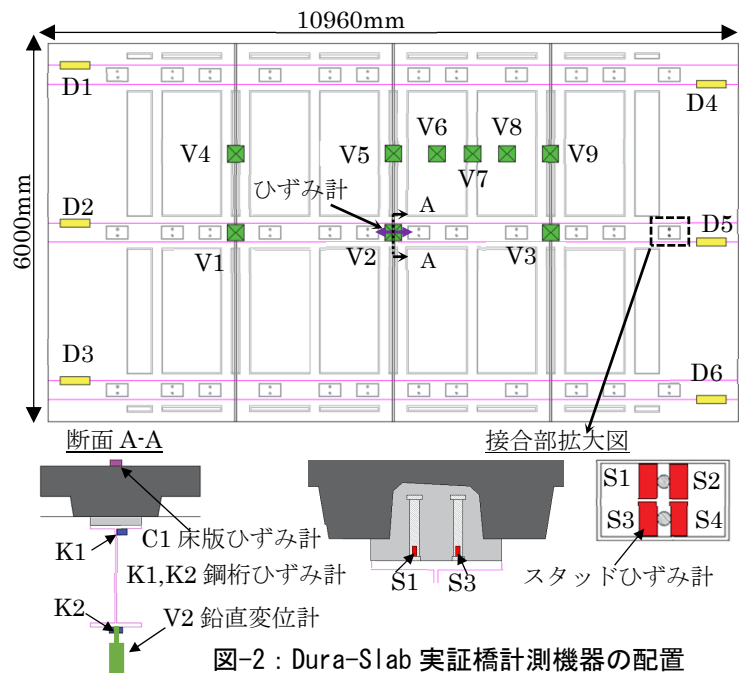 10960mm
6000mm
D1
D4
V4
V5
V6
V7
V8
V9
ひずみ計
A
A
D2
D5
V1
V2
V3
D3
D6
断面 A-A
接合部拡大図
K1
C1 床版ひずみ計
K1,K2 鋼桁ひずみ計
K2
V2 鉛直変位計
S1
S3
S1
S2
S3
S4
スタッドひずみ計
図-2：Dura-Slab 実証橋計測機器の配置